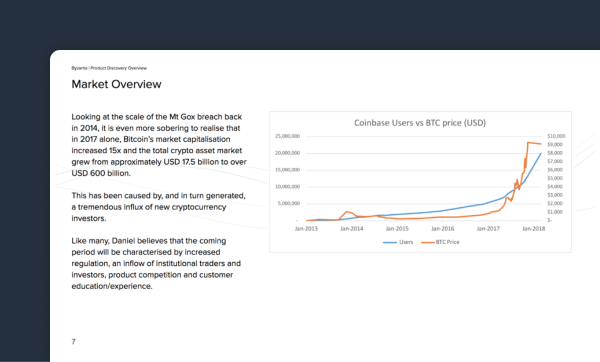 Byzantic | Product Discovery Overview
Market Overview
Looking at the scale of the Mt Gox breach back
in 2014, it is even more sobering to realise that
in 2017 alone, Bitcoin's market capitalisation
increased 15x and the total crypto asset market
grew from approximately USD 17.5 billion to over
USD 600 billion.
This has been caused by, and in turn generated,
a tremendous influx of new cryptocurrency
investors.
Like many, Daniel believes that the coming
period will be characterised by increased
regulation, an inflow of institutional traders and
investors, product competition and customer
education/experience.
Coinbase Users vs BTC price (USD)
25,000,000
20,000,000
15,000,000
10,000,000
5,000,000
-
$10,000
$9,000
$8,000
$7,000
$6,000
$5,000
$4,000
$3,000
$2,000
$1,000
$-
Jan-2013 Jan-2014 Jan-2015 Jan-2016 Jan-2017 Jan-2018
Users BTC Price
7